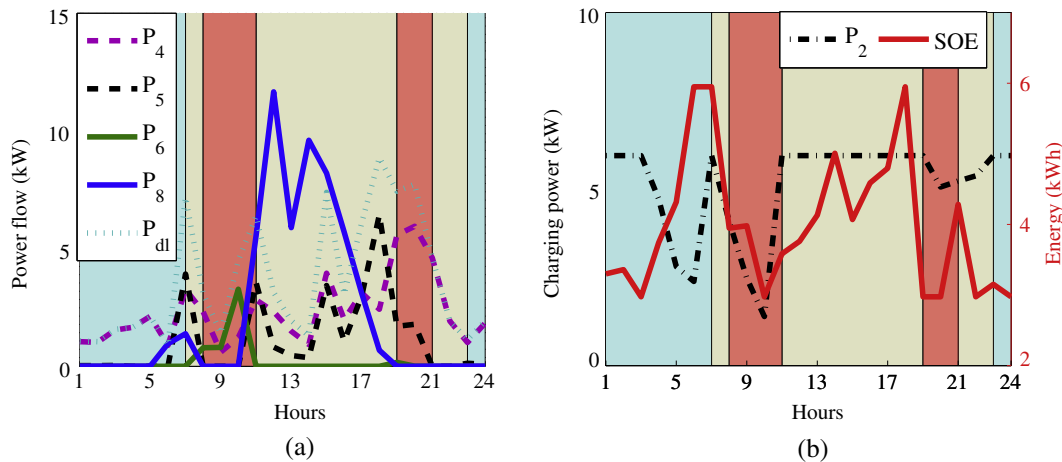 15
10
5
0
Power flow (kW)
P4
P5
P6
P8
Pdl
1 5 9 13 17 21 24
Hours
(a)
10
5
0
Charging power (kW)
P2 SOE
6
4
2
Energy (kWh)
1 5 9 13 17 21 24
Hours
(b)